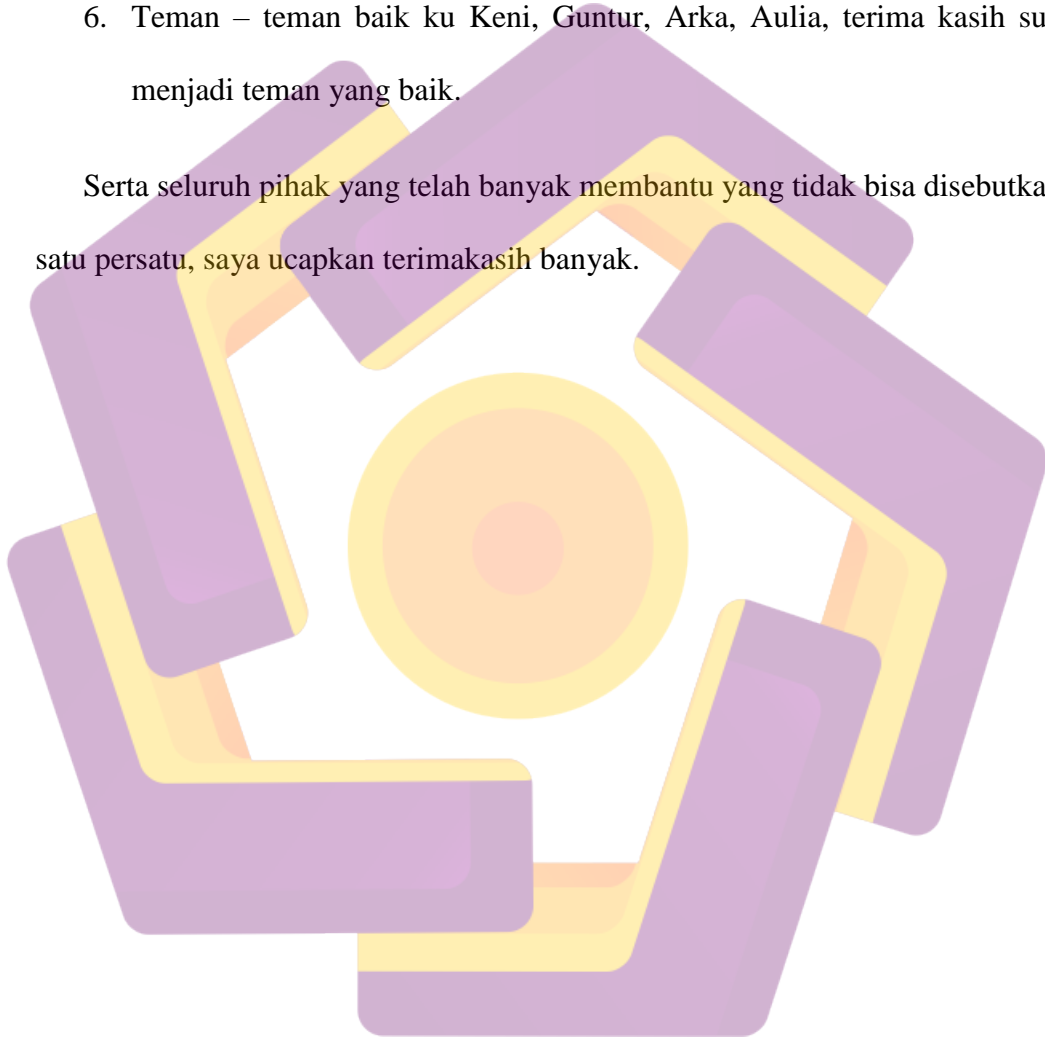 6. Teman – teman baik ku Keni, Guntur, Arka, Aulia, terima kasih su
menjadi teman yang baik.
Serta seluruh pihak yang telah banyak membantu yang tidak bisa disebutka
satu persatu, saya ucapkan terimakasih banyak.